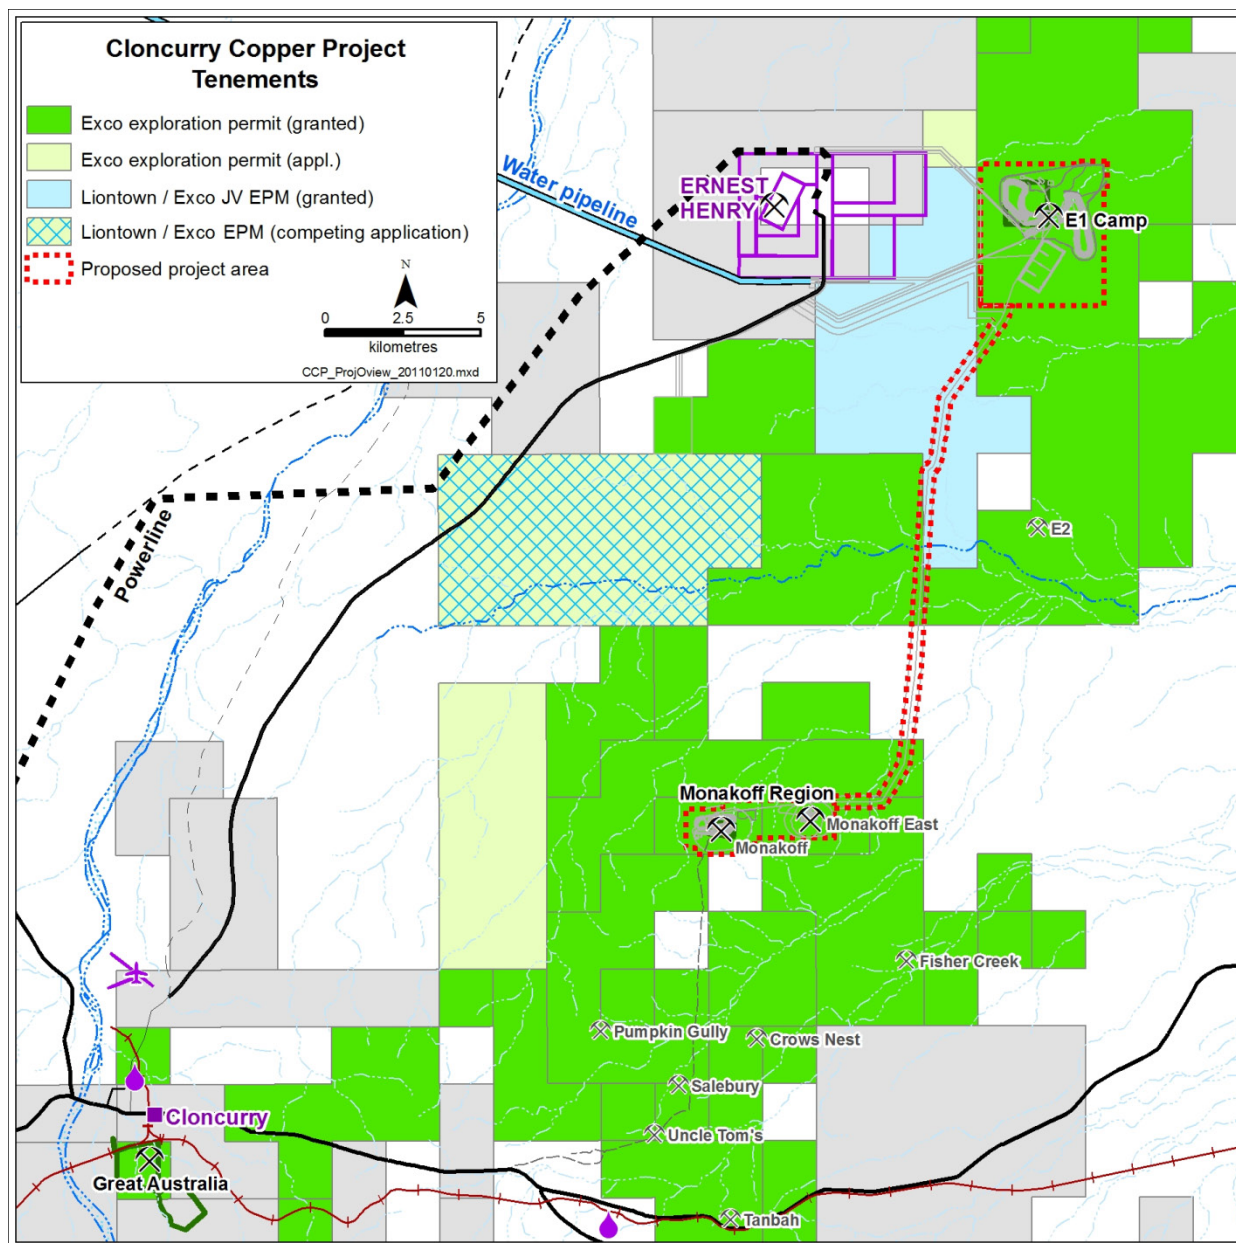 Cloncurry Copper Project
Tenements
Exco exploration permit (granted)
Exco exploration permit (appl.)
Liontown / Exco JV EPM (granted)
Liontown / Exco EPM (competing application)
Proposed project area
N
0 2.5 5
kilometres
CCP_ProjOview_20110120.mxd
Water pipeline
ERNEST
HENRY
E1 Camp
Powerline
E2
Monakoff Region
Monakoff East
Monakoff
Fisher Creek
Pumpkin Gully
Crows Nest
Salebury
Cloncurry
Uncle Tom's
Great Australia
Tanbah